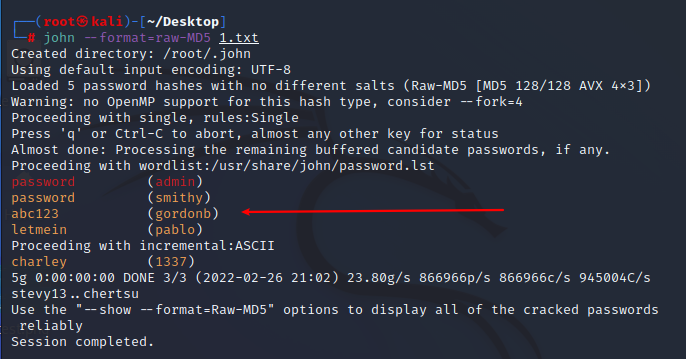 ┌──(root㉿kali)-[~/Desktop]
└─# john --format=raw-MD5 1.txt
Created directory: /root/.john
Using default input encoding: UTF-8
Loaded 5 password hashes with no different salts (Raw-MD5 [MD5 128/128 AVX 4×3])
Warning: no OpenMP support for this hash type, consider --fork=4
Proceeding with single, rules:Single
Press 'q' or Ctrl-C to abort, almost any other key for status
Almost done: Processing the remaining buffered candidate passwords, if any.
Proceeding with wordlist:/usr/share/john/password.lst
password         (admin)
password         (smithy)
abc123           (gordonb)
letmein          (pablo)
Proceeding with incremental:ASCII
charley          (1337)
5g 0:00:00:00 DONE 3/3 (2022-02-26 21:02) 23.80g/s 866966p/s 866966c/s 945004C/s
stevy13..chertsu
Use the "--show --format=Raw-MD5" options to display all of the cracked passwords
 reliably
Session completed.